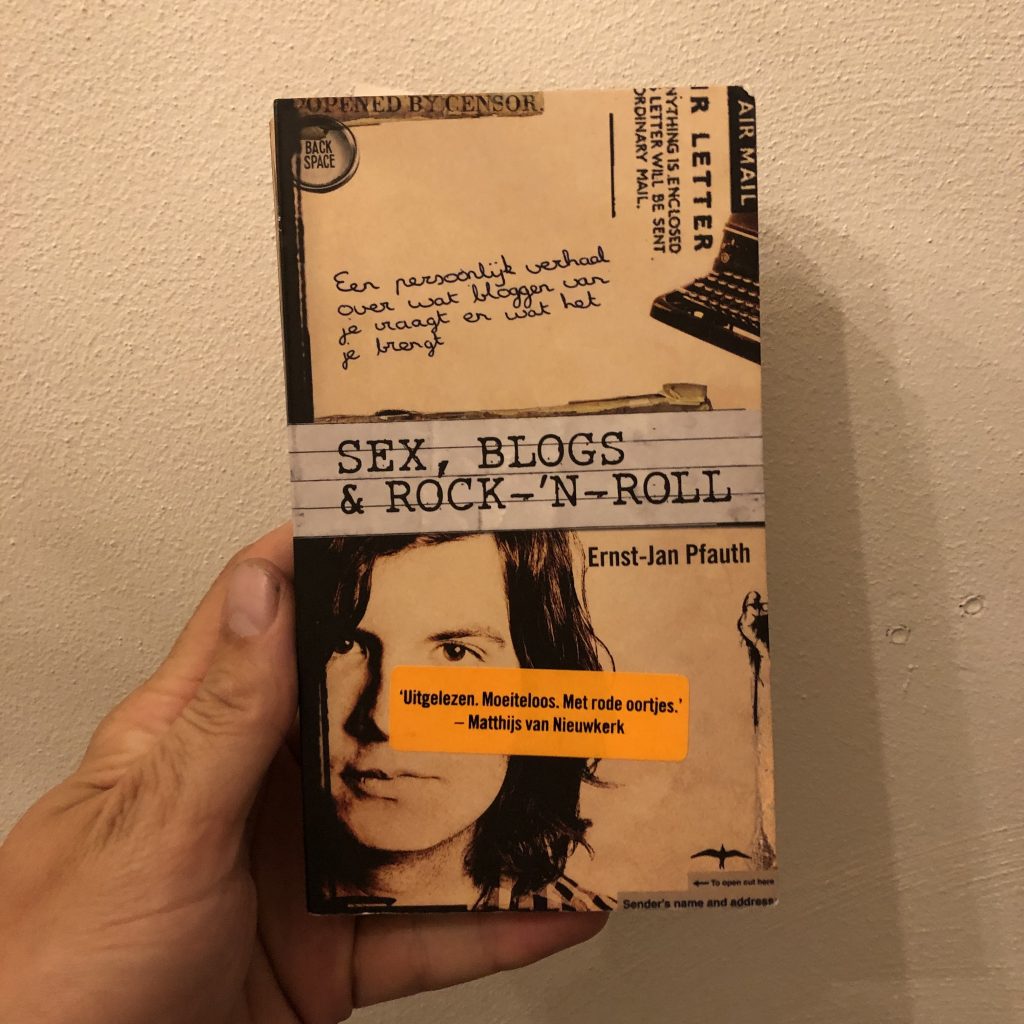 OPENED BY CENSOR.
BACK
SPACE
AIR MAIL
IR LETTER
NYTHING IS ENCLOSED
LETTER WILL BE SENT
ORDINARY MAIL.
Een persoonlijk verhaal
over wat bloggen van
je vraagt en wat het
je brengt
SEX, BLOGS
& ROCK-'N-ROLL
Ernst-Jan Pfauth
'Uitgelezen. Moeiteloos. Met rode oortjes.'
– Matthijs van Nieuwkerk
To open cut here
Sender's name and address